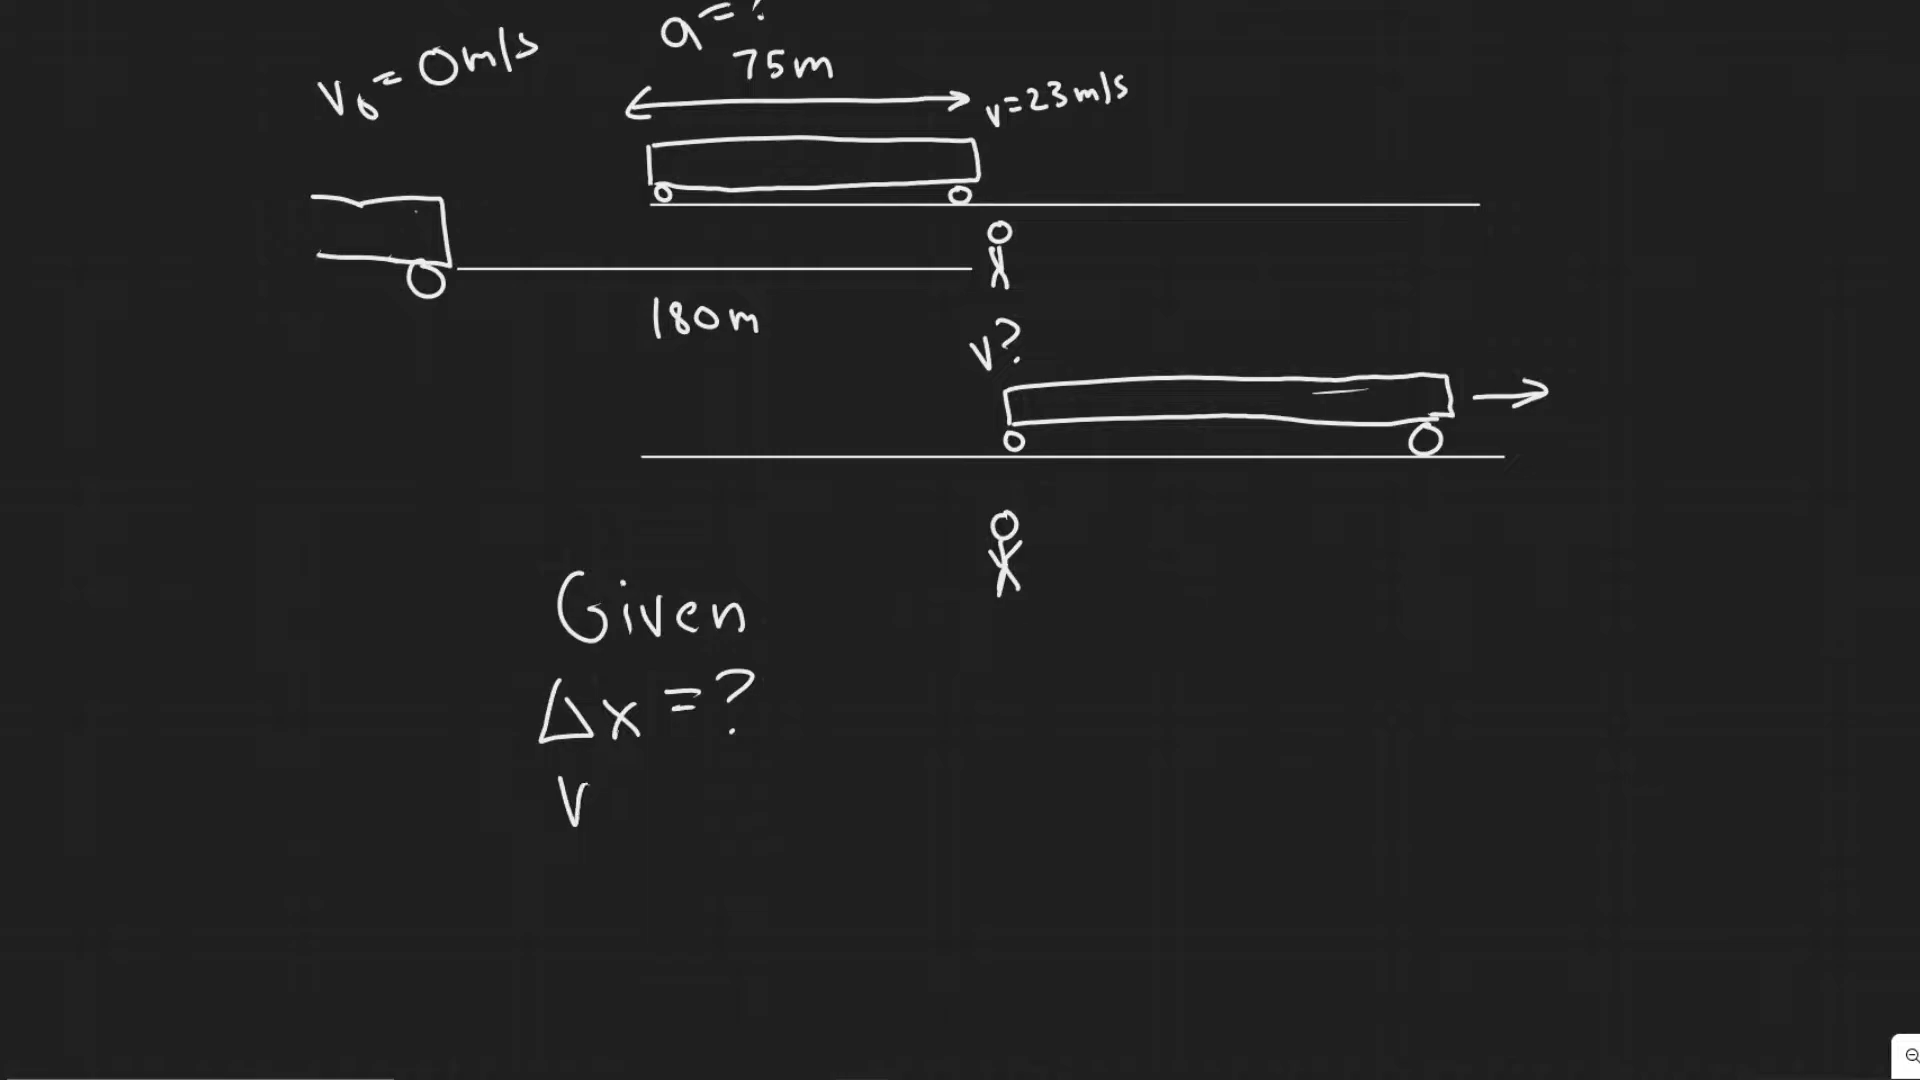 a=?
v₀=0m/s
75m
v=23m/s
180m
v?
Given
Δx=?
v